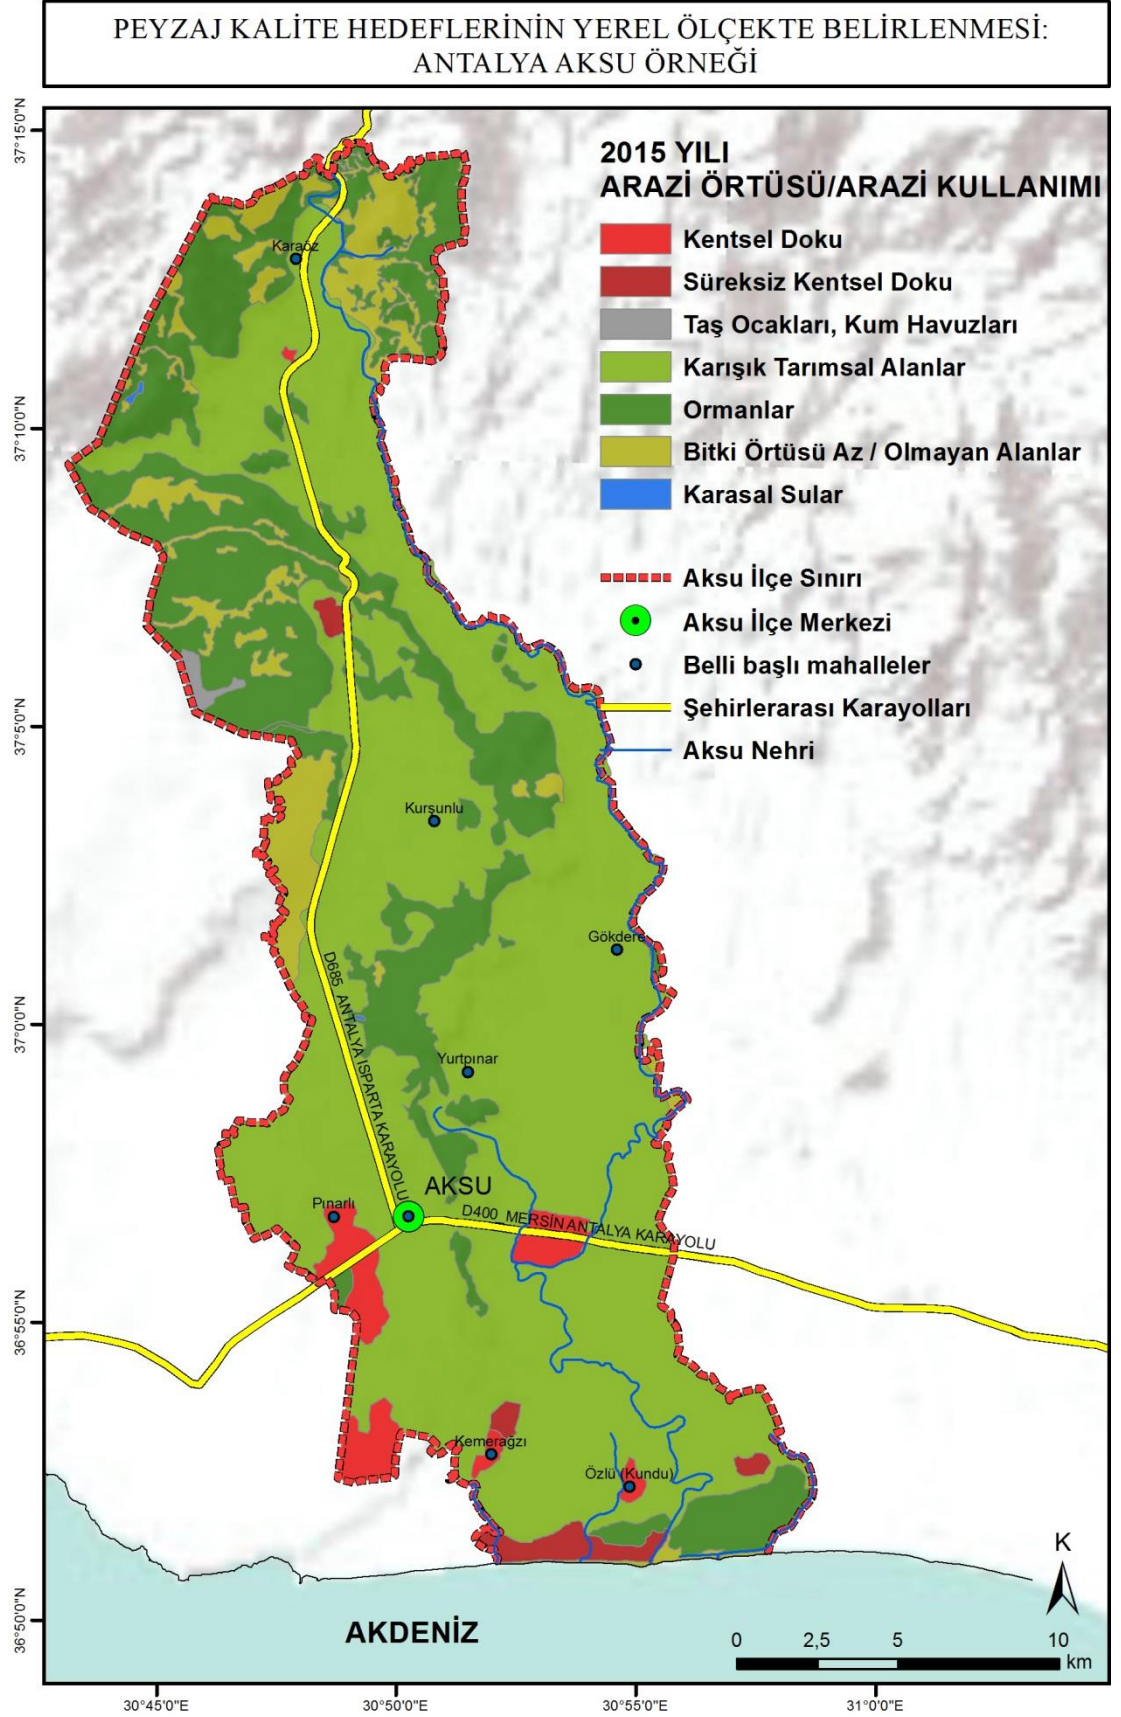 PEYZAJ KALİTE HEDEFLERİNİN YEREL ÖLÇEKTE BELİRLENMESİ:
ANTALYA AKSU ÖRNEĞİ
2015 YILI
ARAZİ ÖRTÜSÜ/ARAZİ KULLANIMI
Kentsel Doku
Süreksiz Kentsel Doku
Taş Ocakları, Kum Havuzları
Karışık Tarımsal Alanlar
Ormanlar
Bitki Örtüsü Az / Olmayan Alanlar
Karasal Sular
Aksu İlçe Sınırı
Aksu İlçe Merkezi
Belli başlı mahalleler
Şehirlerarası Karayolları
Aksu Nehri
Karaöz
Kurşunlu
Gökdere
D685_ANTALYA ISPARTA KARAYOLU
Yurtpınar
AKSU
Pınarlı
D400_MERSİN ANTALYA KARAYOLU
Kemerağzı
Özlü (Kundu)
AKDENİZ
K
0 2,5 5 10
km
37°15'0"N
37°10'0"N
37°5'0"N
37°0'0"N
36°55'0"N
36°50'0"N
30°45'0"E
30°50'0"E
30°55'0"E
31°0'0"E